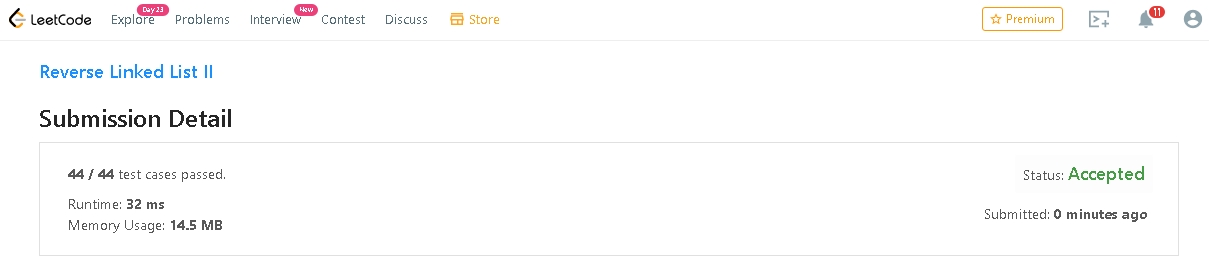 LeetCode Explore Day 23 Problems Interview New Contest Discuss Store Premium 11
Reverse Linked List II
Submission Detail
44 / 44 test cases passed.
Status: Accepted
Runtime: 32 ms
Submitted: 0 minutes ago
Memory Usage: 14.5 MB